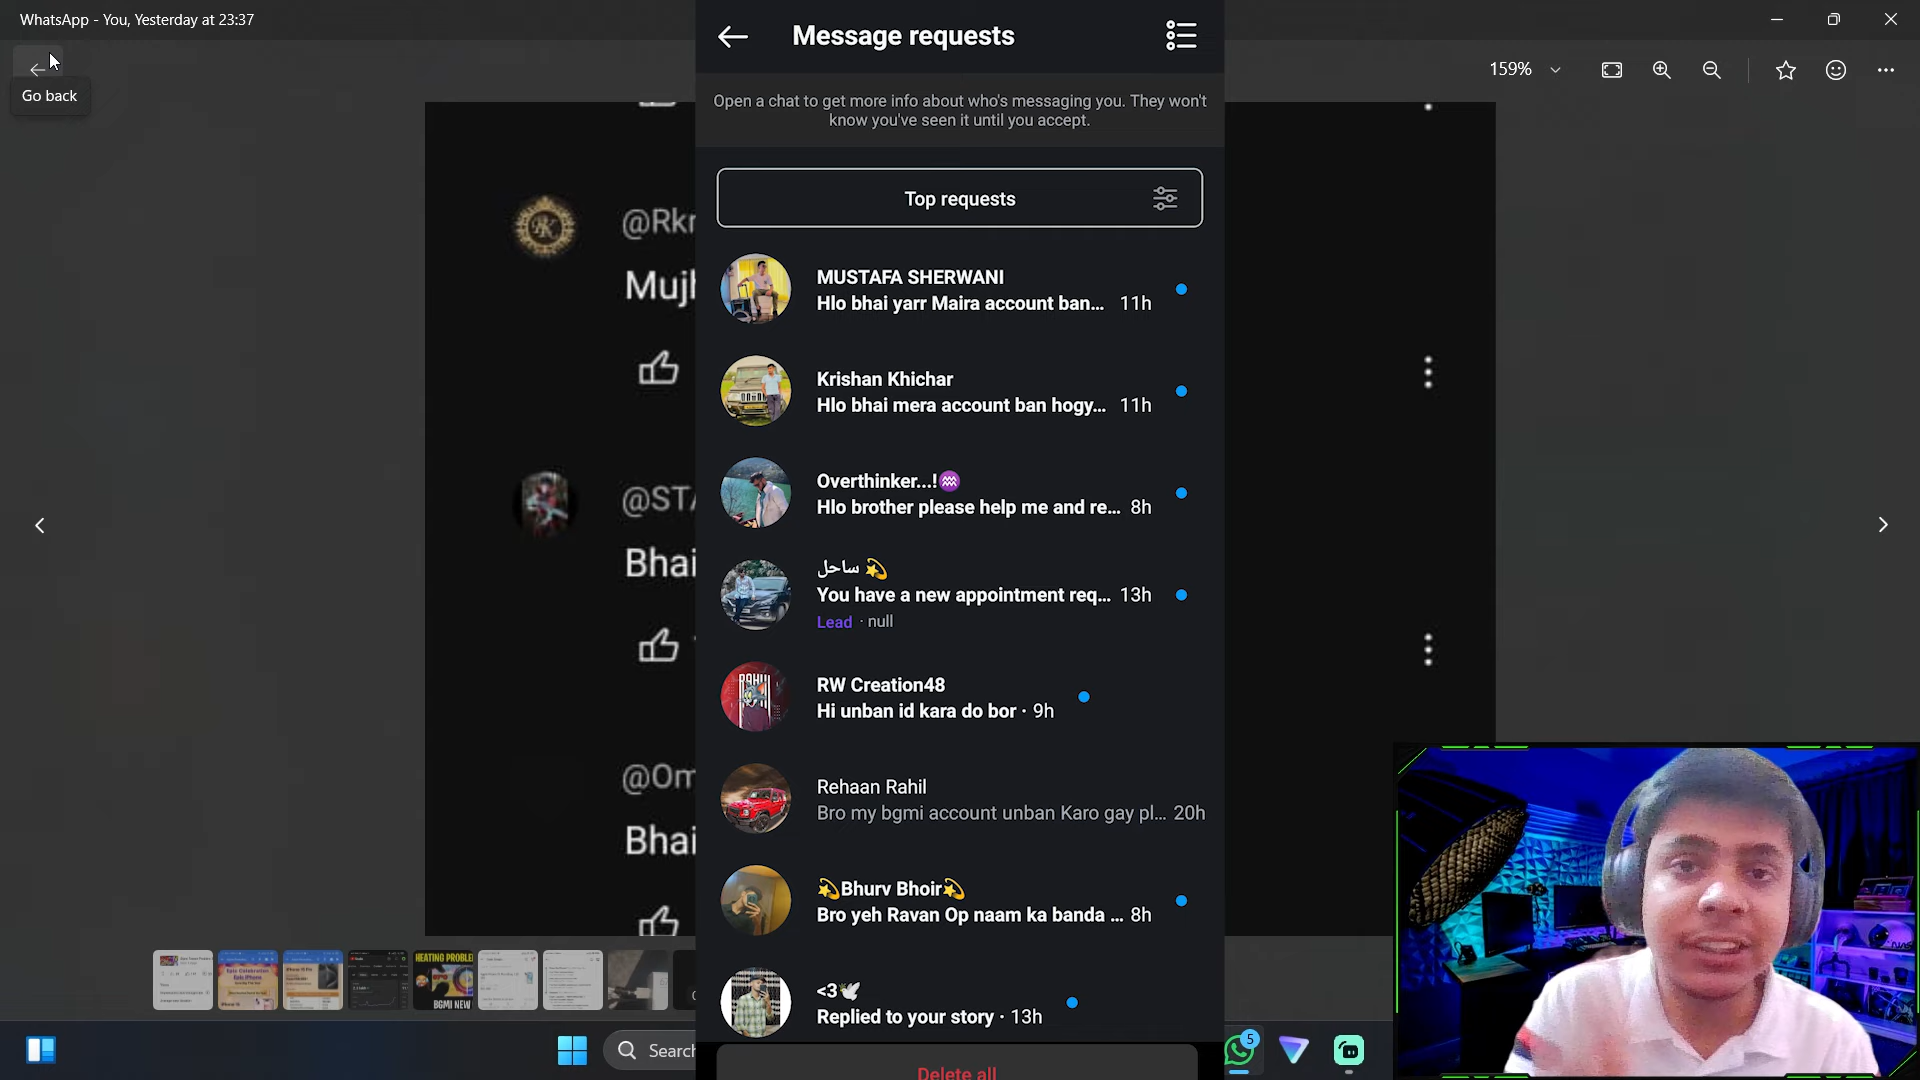 WhatsApp - You, Yesterday at 23:37
Go back
159%
@Rkr
Muj
@ST
Bhai
@Om
Bhai
Message requests
Open a chat to get more info about who's messaging you. They won't
know you've seen it until you accept.
Top requests
MUSTAFA SHERWANI
Hlo bhai yarr Maira account ban... 11h
Krishan Khichar
Hlo bhai mera account ban hogy... 11h
Overthinker...!♒
Hlo brother please help me and re... 8h
ساحل 💫
You have a new appointment req... 13h
Lead · null
RW Creation48
Hi unban id kara do bor · 9h
Rehaan Rahil
Bro my bgmi account unban Karo gay pl... 20h
💫Bhurv Bhoir💫
Bro yeh Ravan Op naam ka banda ... 8h
<3🕊
Replied to your story · 13h
Delete all
HEATING PROBLE
BGMI NEW
Search
5